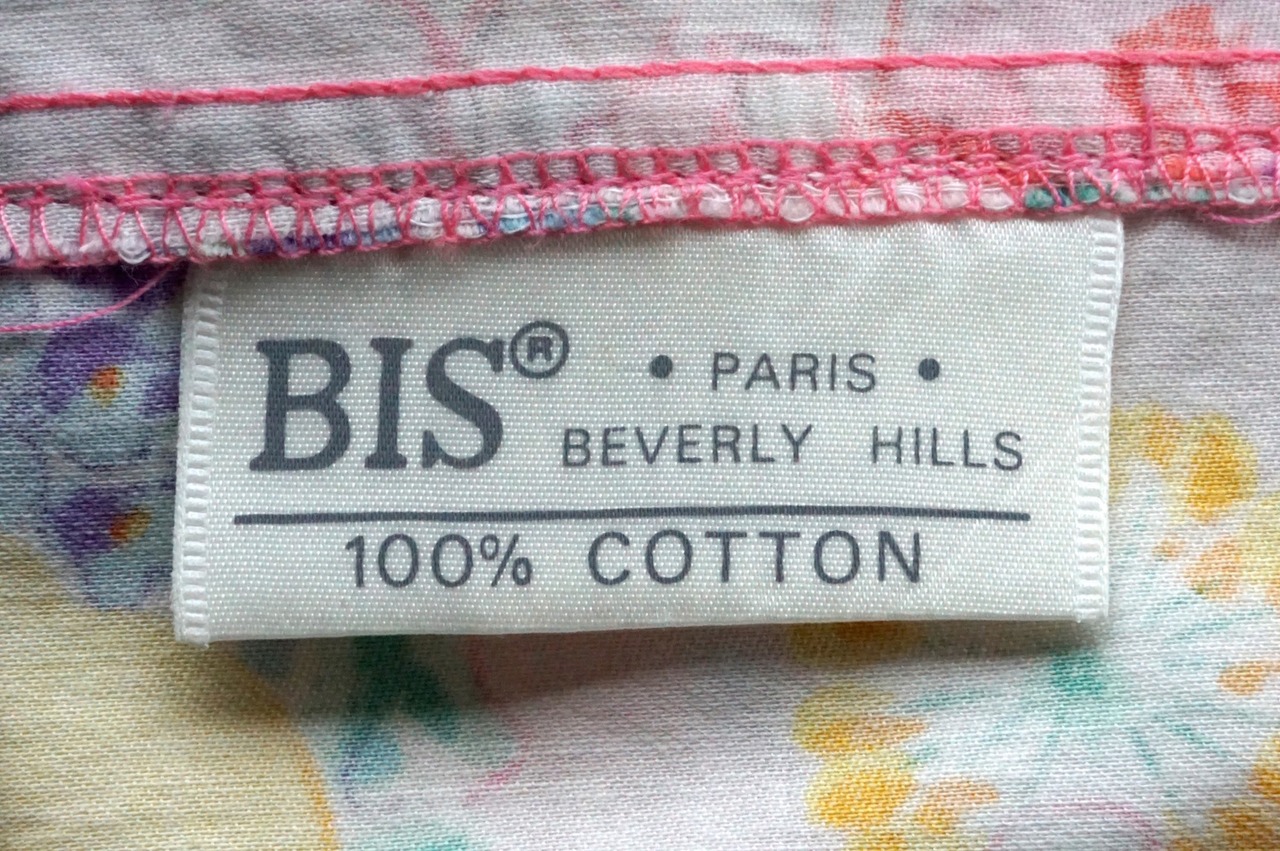 BIS® • PARIS •
BEVERLY HILLS
100% COTTON